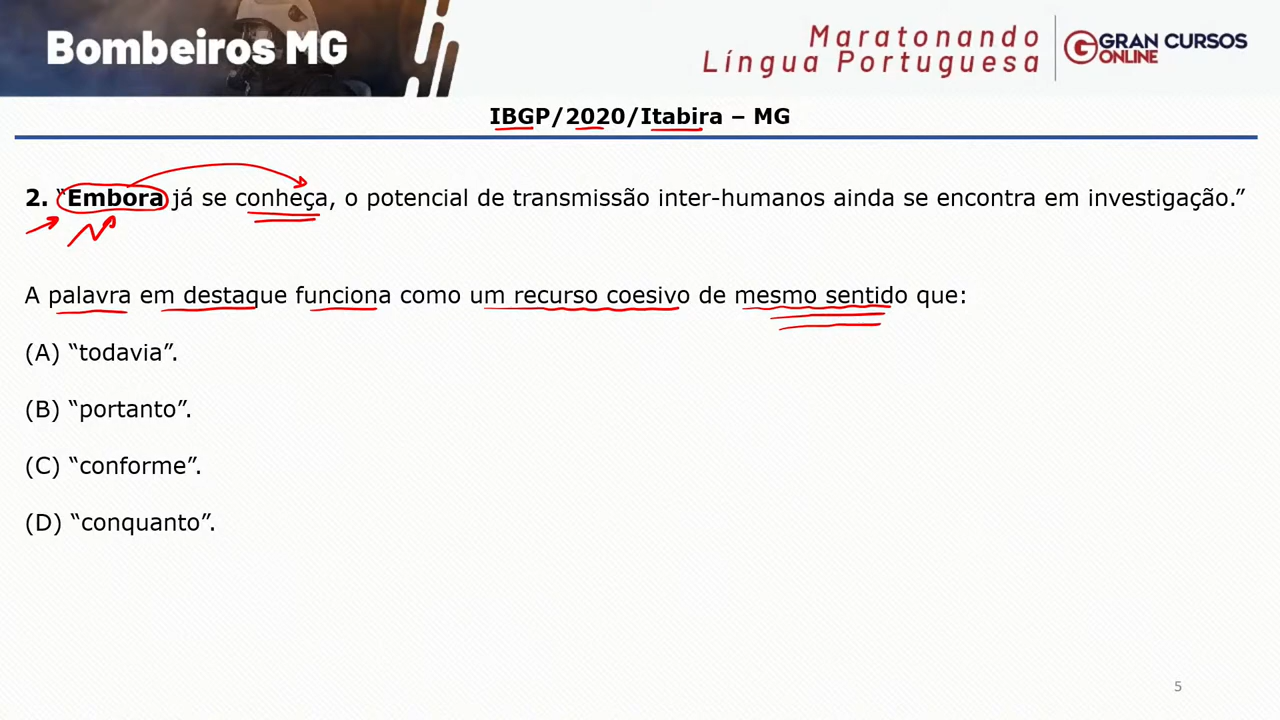 Bombeiros MG
Maratonando
Língua Portuguesa
GRAN CURSOS
ONLINE
IBGP/2020/Itabira – MG
2. “Embora já se conheça, o potencial de transmissão inter-humanos ainda se encontra em investigação.”
A palavra em destaque funciona como um recurso coesivo de mesmo sentido que:
(A) “todavia”.
(B) “portanto”.
(C) “conforme”.
(D) “conquanto”.
5